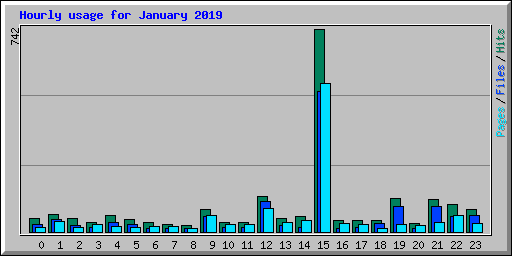 Hourly usage for January 2019
742
Pages/Files/Hits
0 1 2 3 4 5 6 7 8 9 10 11 12 13 14 15 16 17 18 19 20 21 22 23